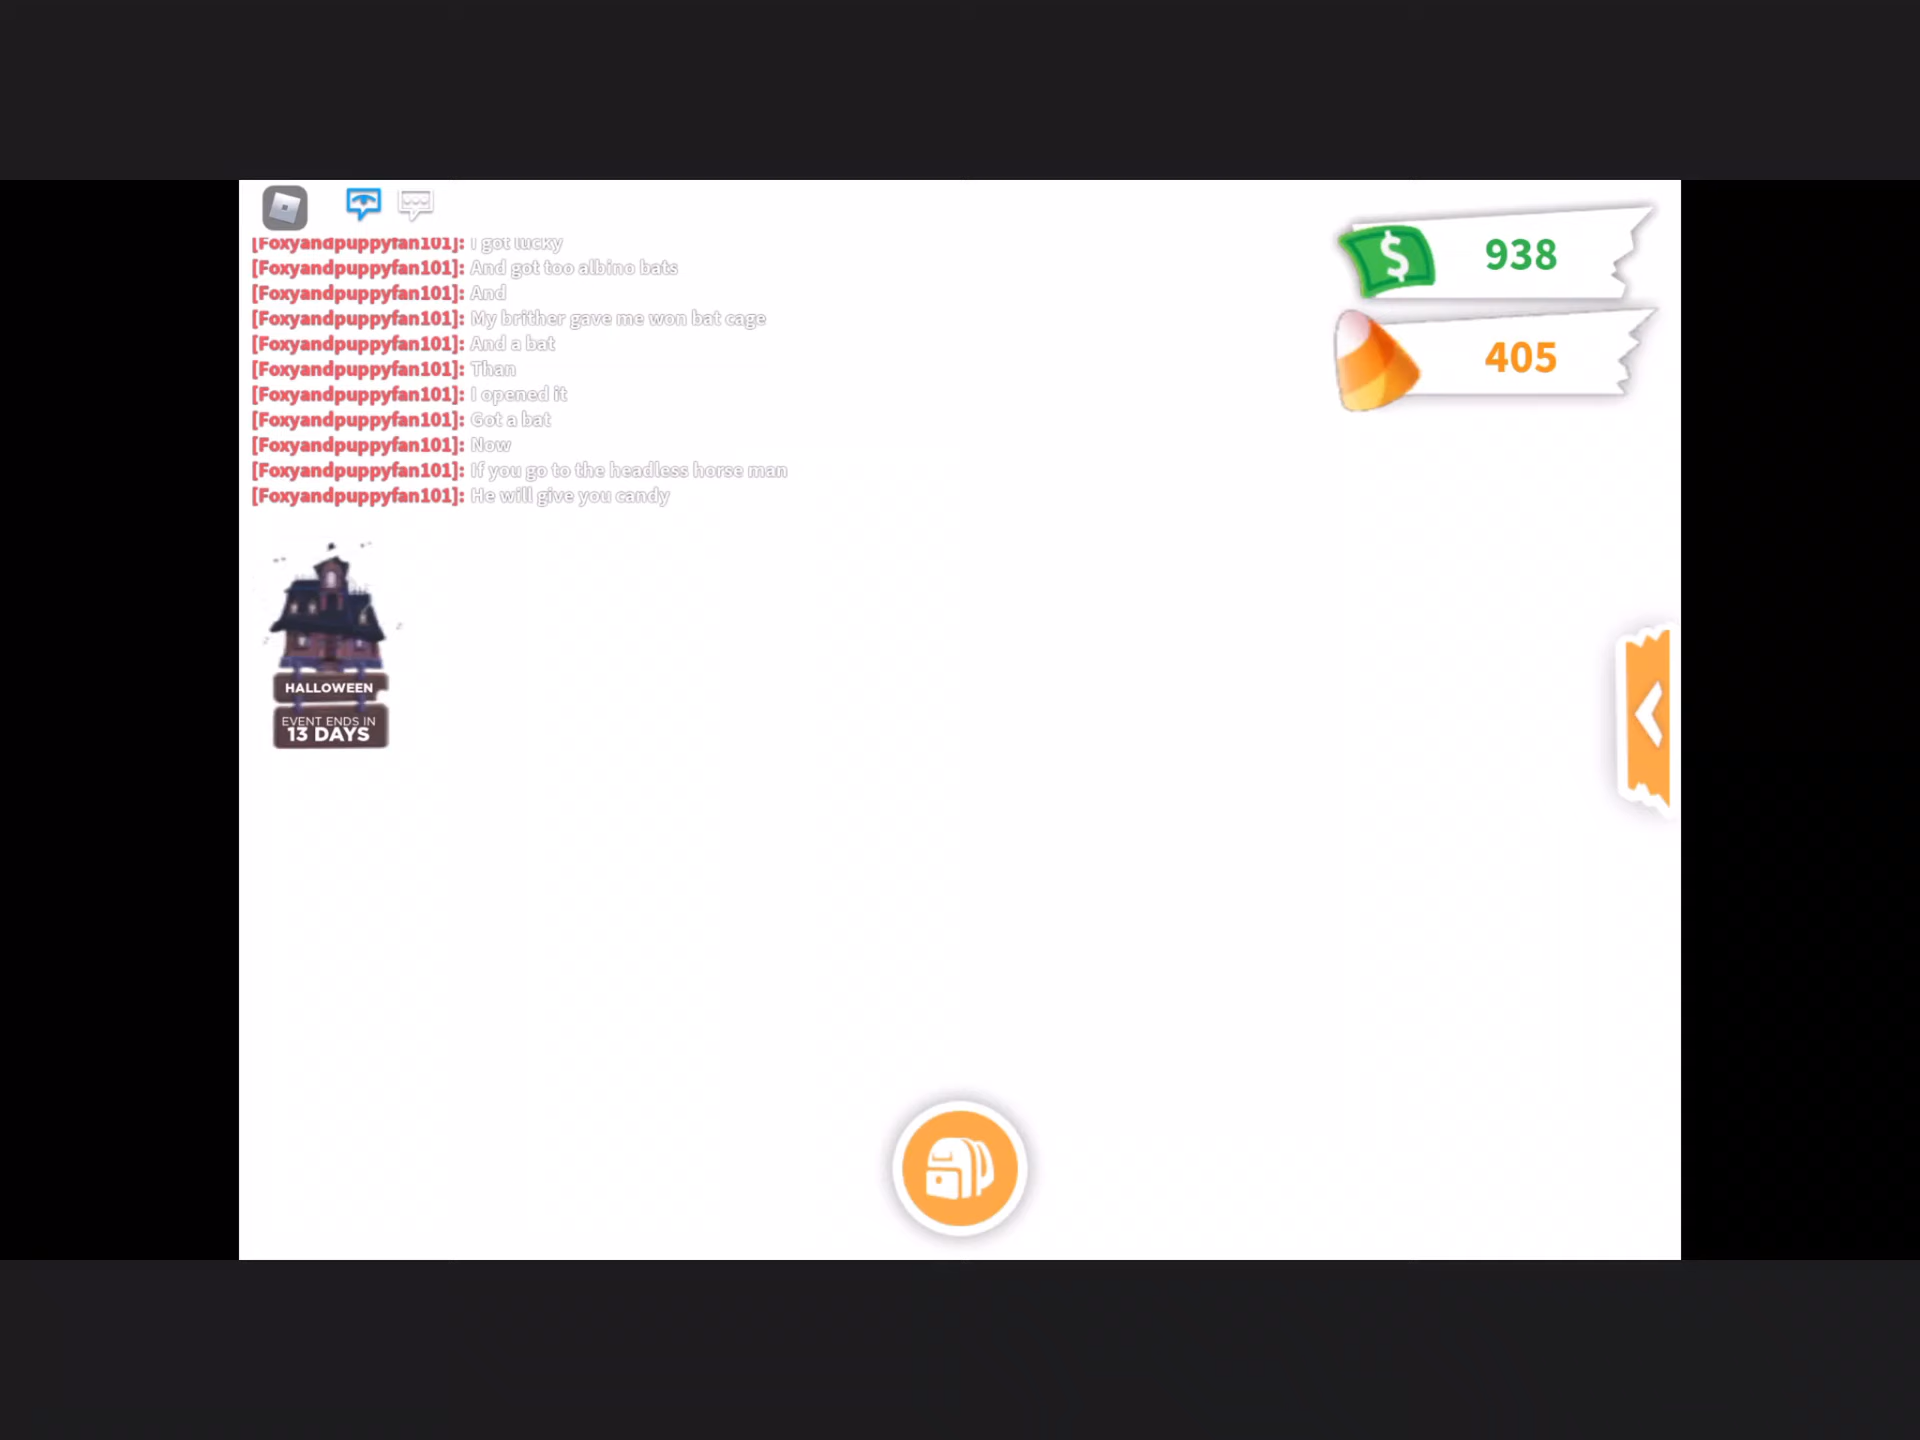 [Foxyandpuppyfan101]: I got lucky
[Foxyandpuppyfan101]: And got too albino bats
[Foxyandpuppyfan101]: And
[Foxyandpuppyfan101]: My brither gave me won bat cage
[Foxyandpuppyfan101]: And a bat
[Foxyandpuppyfan101]: Than
[Foxyandpuppyfan101]: I opened it
[Foxyandpuppyfan101]: Got a bat
[Foxyandpuppyfan101]: Now
[Foxyandpuppyfan101]: If you go to the headless horse man
[Foxyandpuppyfan101]: He will give you candy
$ 938
405
HALLOWEEN
EVENT ENDS IN
13 DAYS